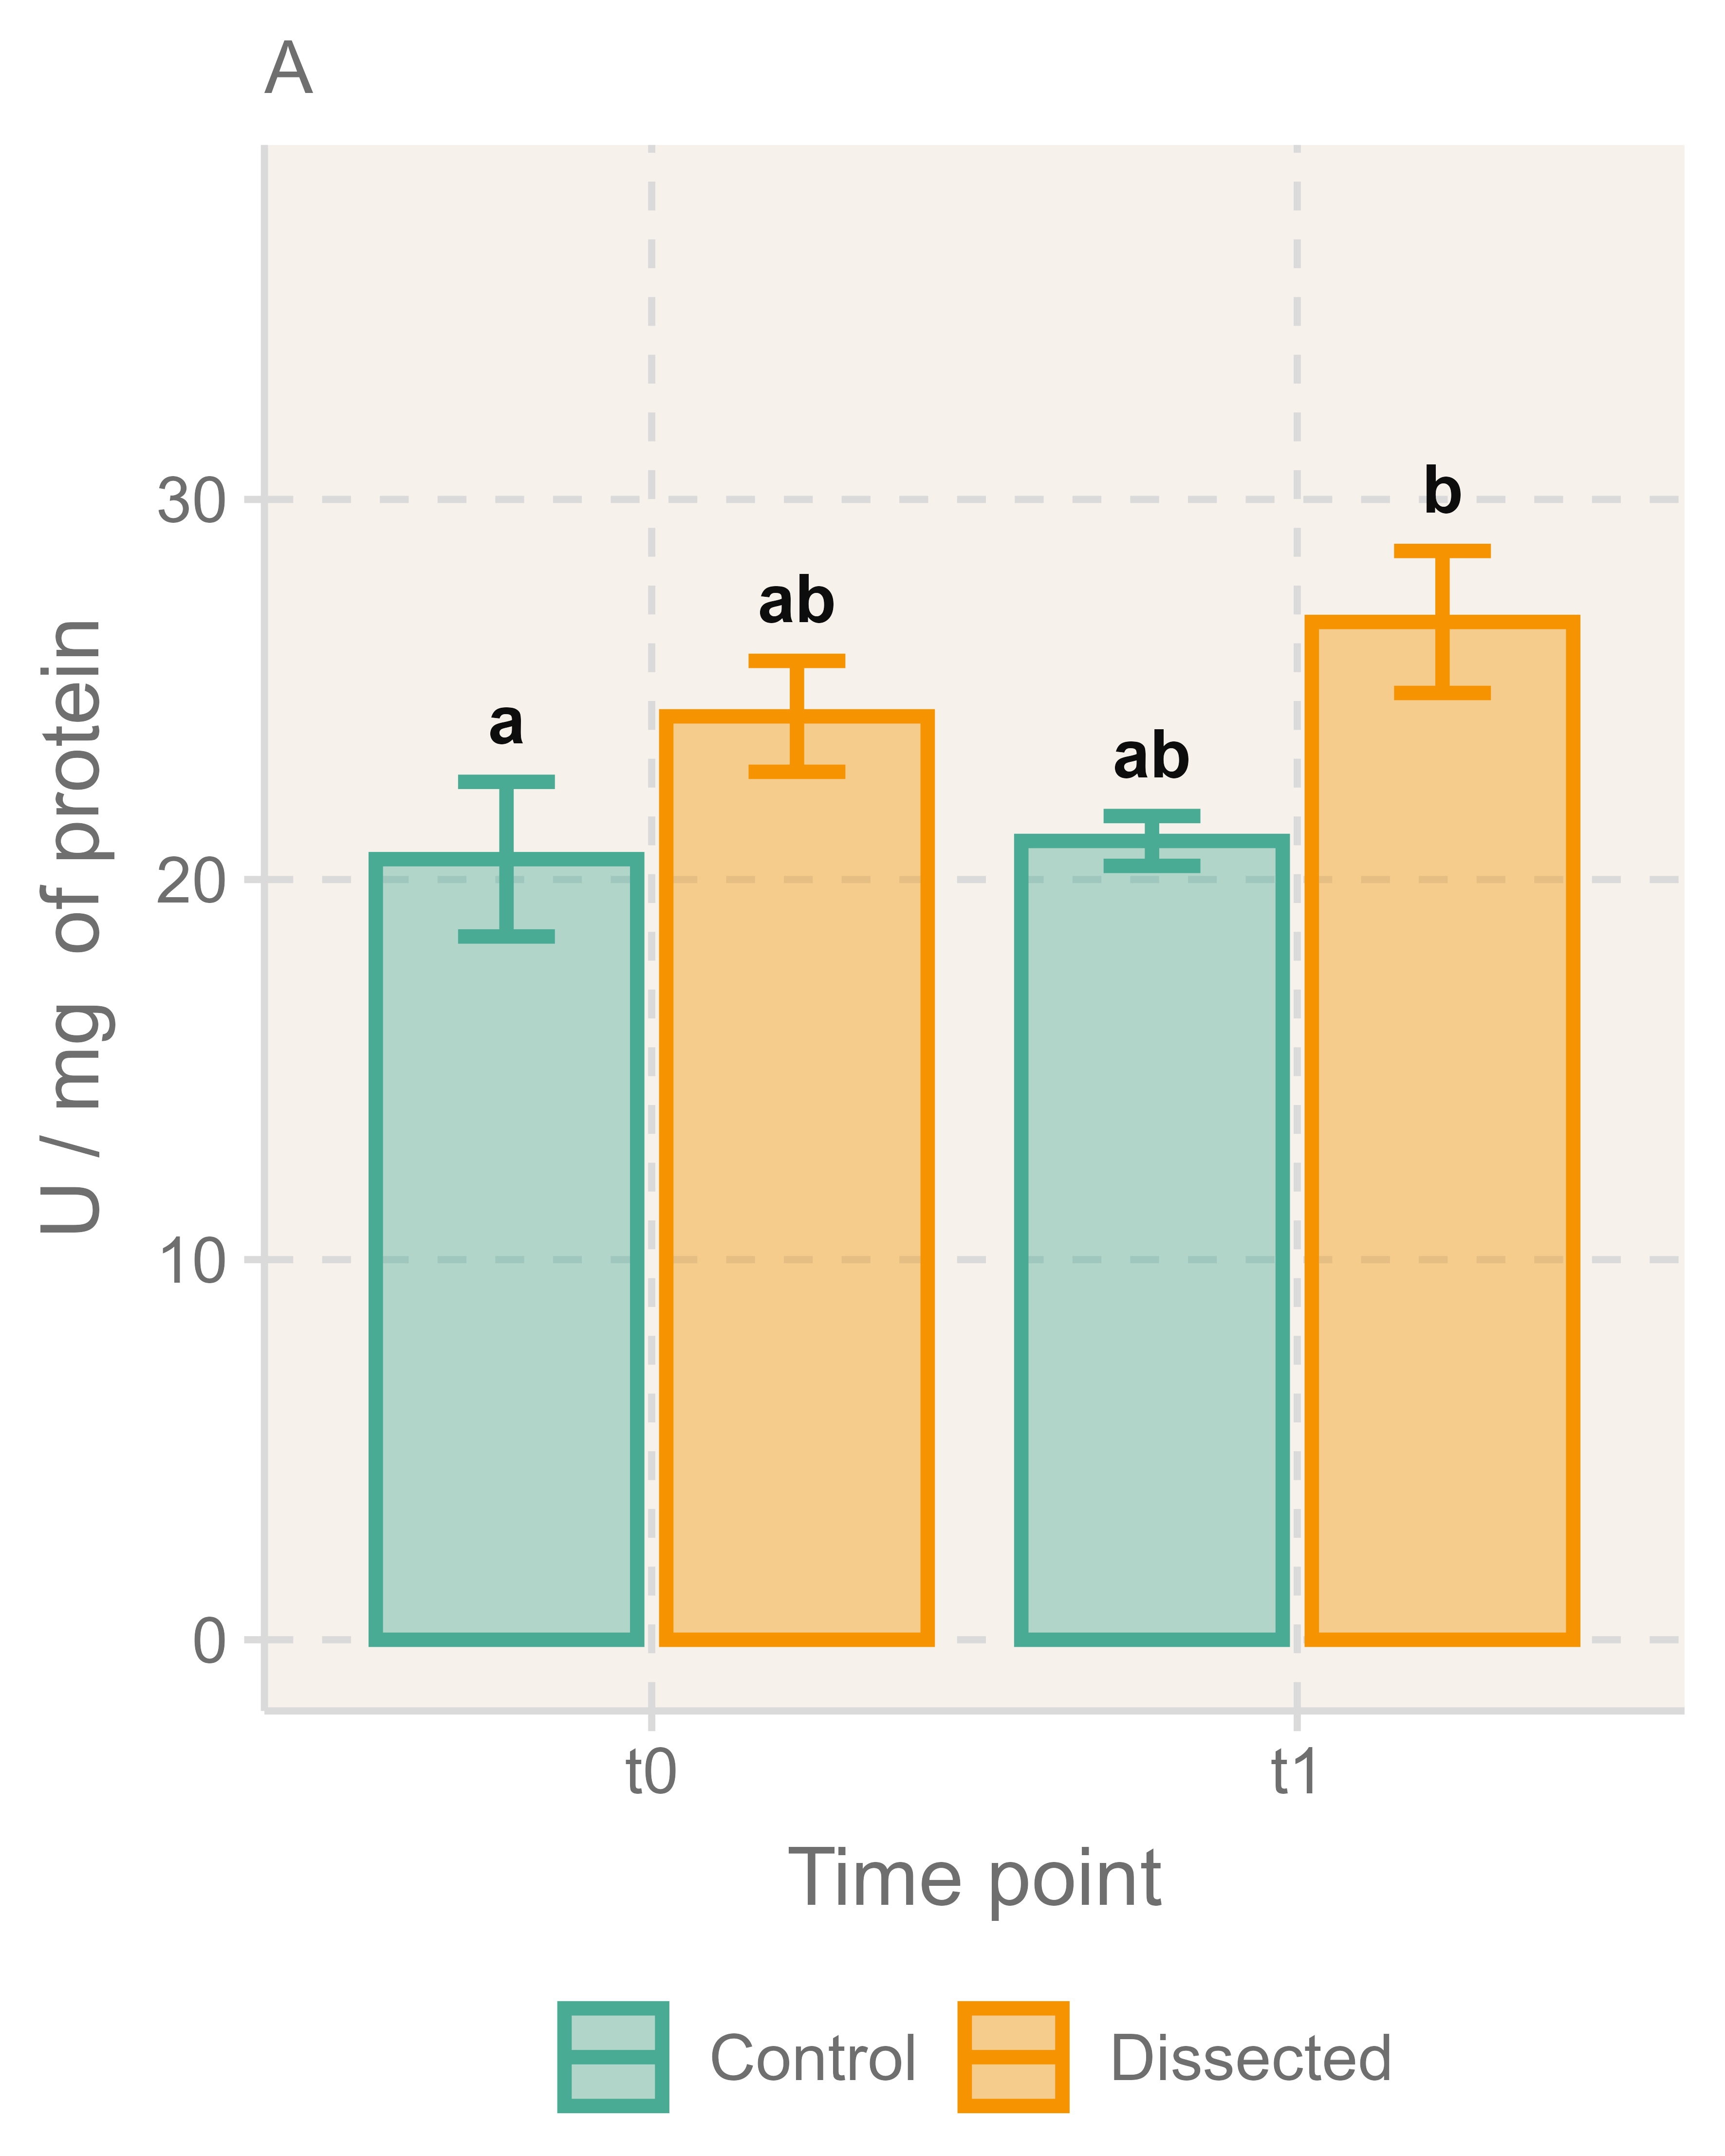 A
b
ab
a
ab
30
20
10
0
U / mg  of protein
t0
t1
Time point
Control
Dissected